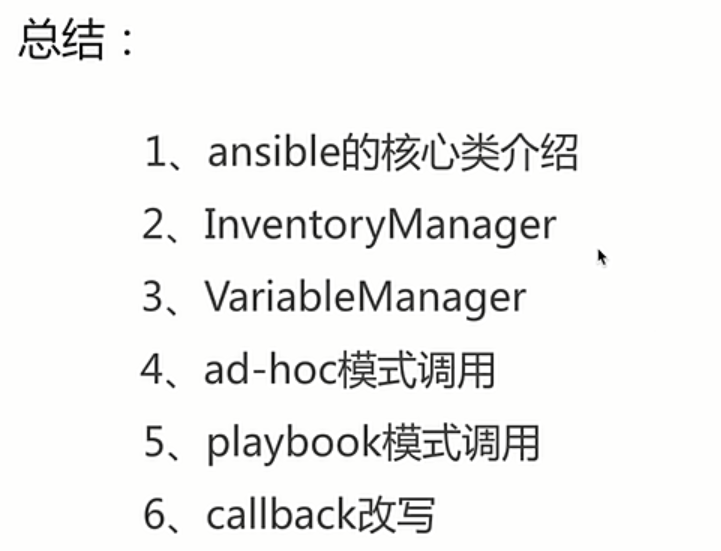 总结：
1、ansible的核心类介绍
2、InventoryManager
3、VariableManager
4、ad-hoc模式调用
5、playbook模式调用
6、callback改写